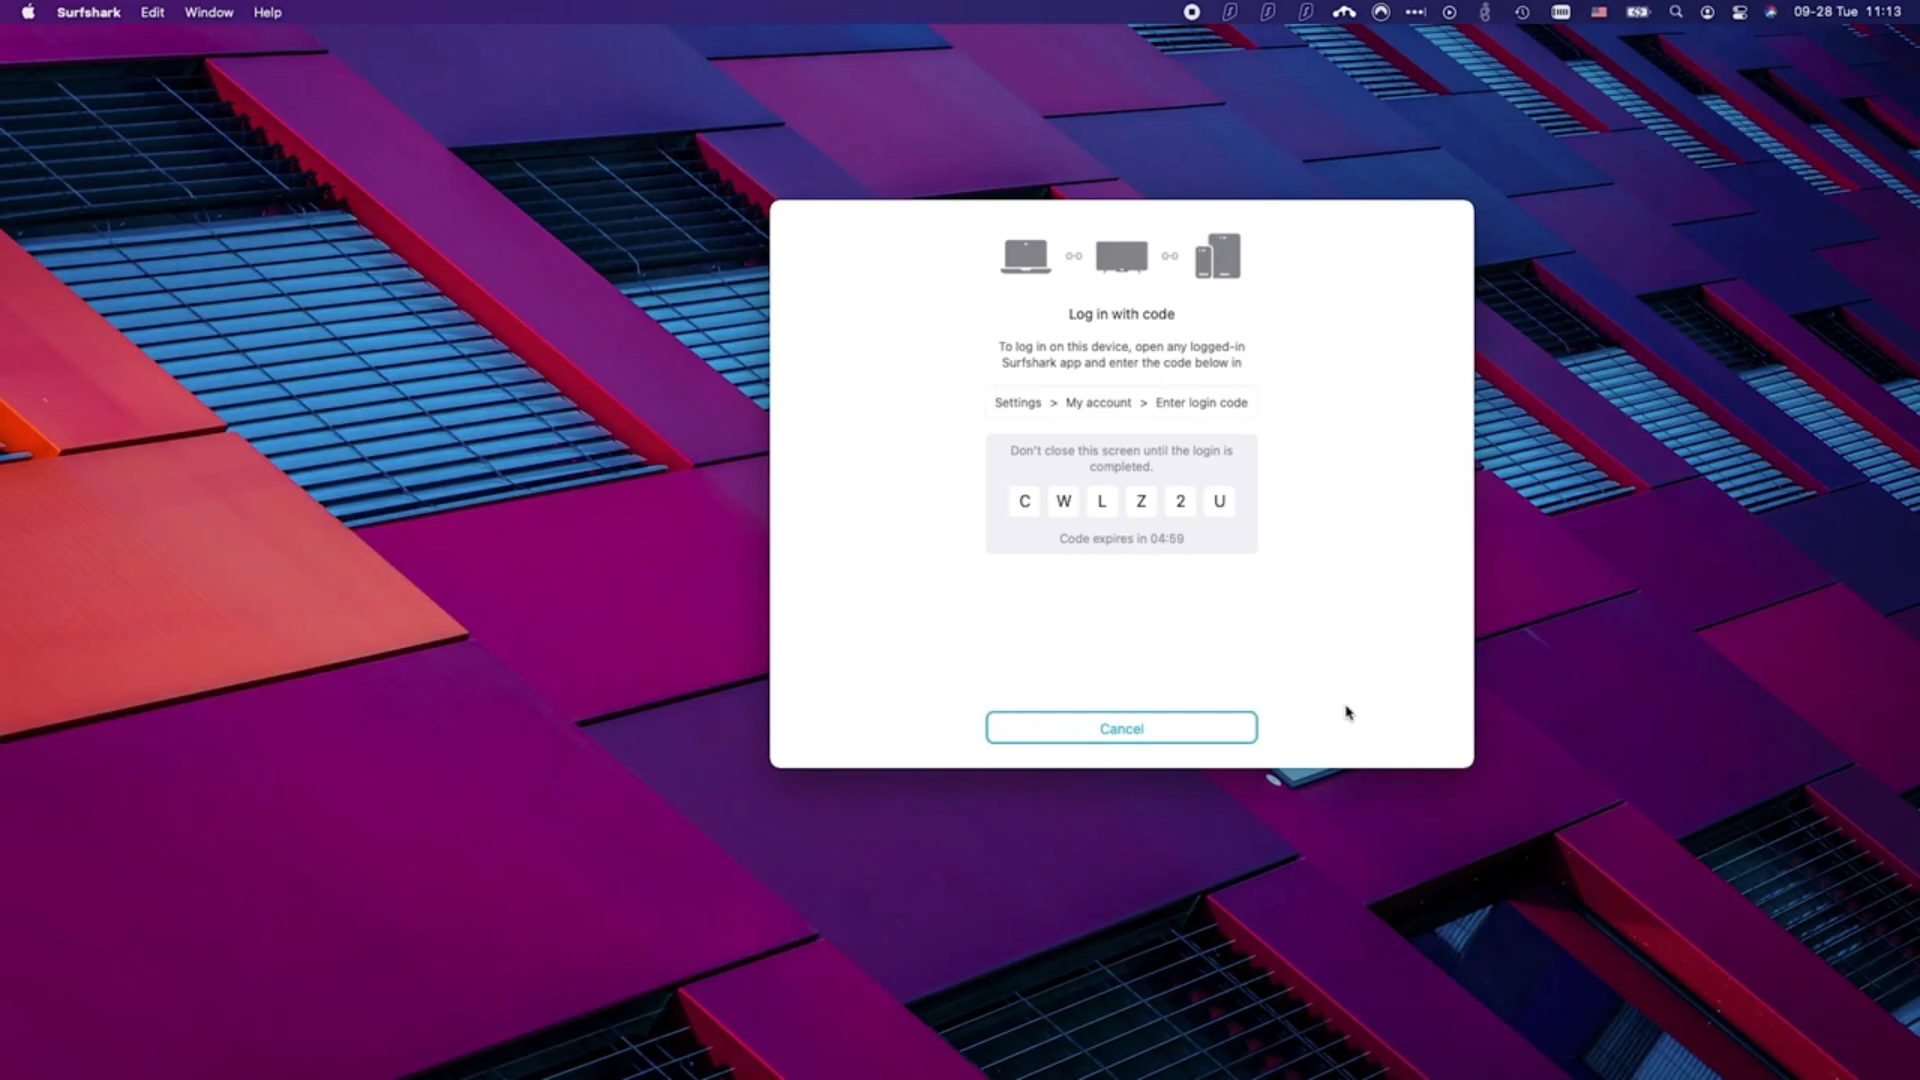 Surfshark Edit Window Help 09-28 Tue 11:13
Log in with code
To log in on this device, open any logged-in
Surfshark app and enter the code below in
Settings > My account > Enter login code
Don't close this screen until the login is
completed.
C W L Z 2 U
Code expires in 04:59
Cancel